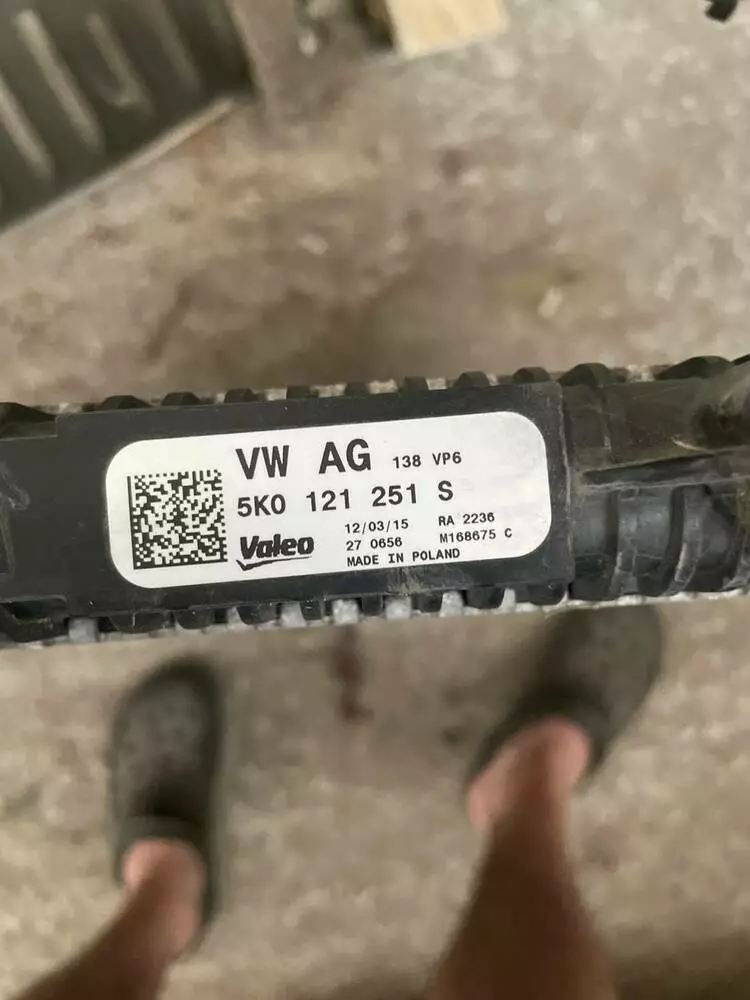 VW AG 138 VP6
5K0 121 251 S
Valeo 12/03/15 RA 2236
27 0656 M168675 C
MADE IN POLAND